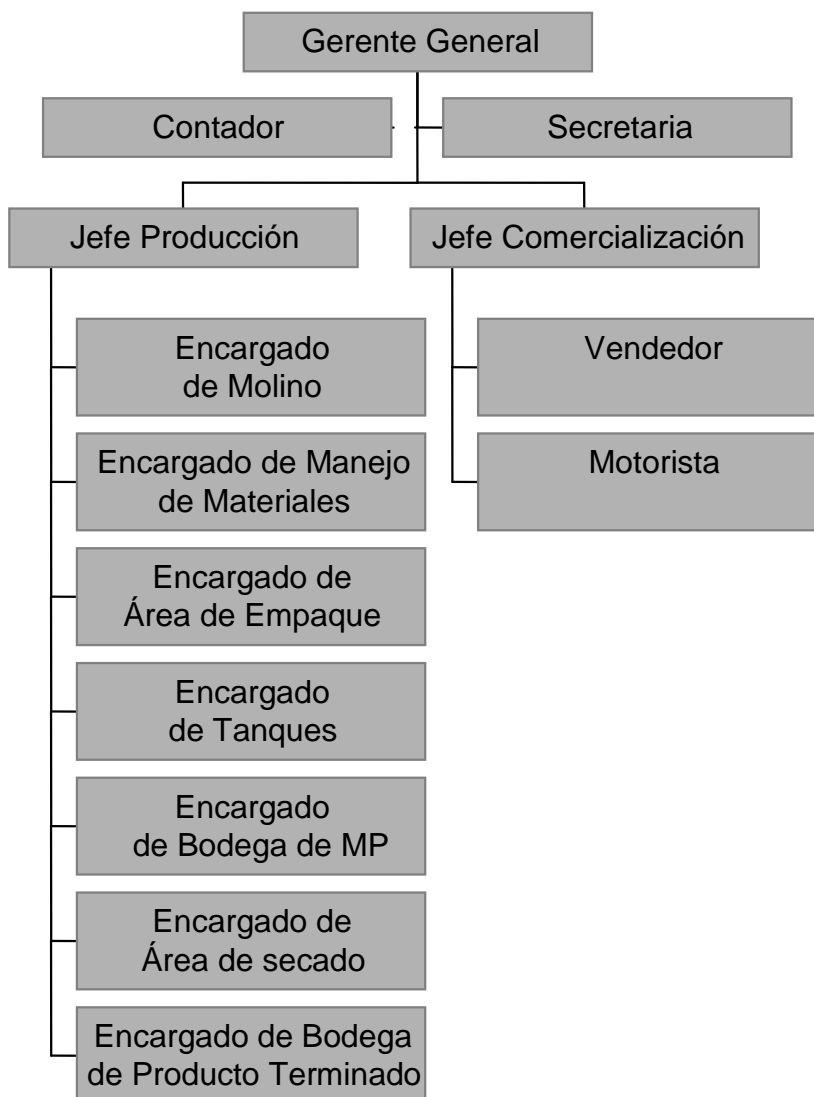 Gerente General
Contador
Secretaria
Jefe Producción
Jefe Comercialización
Encargado
de Molino
Encargado de Manejo
de Materiales
Encargado de
Área de Empaque
Encargado
de Tanques
Encargado
de Bodega de MP
Encargado de
Área de secado
Encargado de Bodega
de Producto Terminado
Vendedor
Motorista